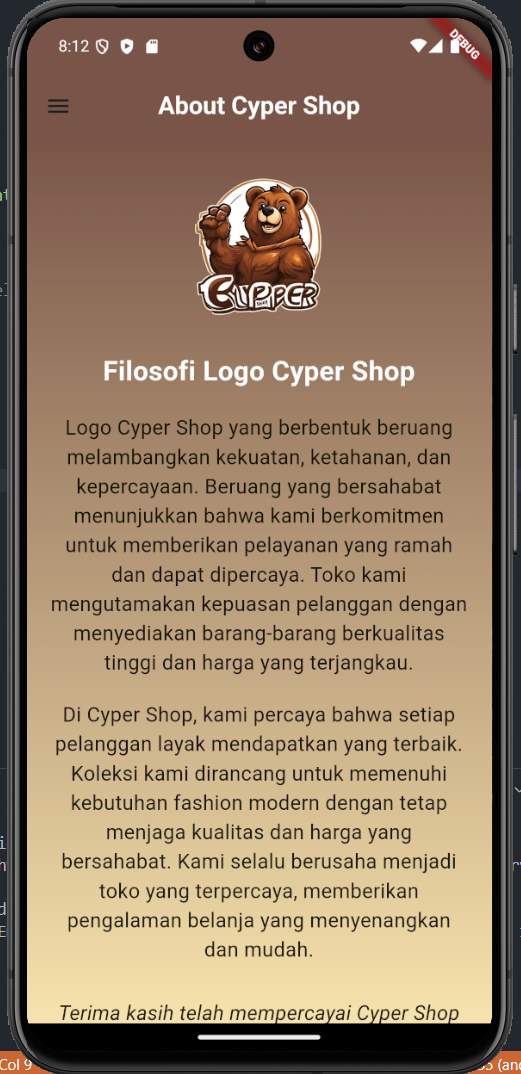 8:12
DEBUG
About Cyper Shop
CYPPER
Filosofi Logo Cyper Shop
Logo Cyper Shop yang berbentuk beruang
melambangkan kekuatan, ketahanan, dan
kepercayaan. Beruang yang bersahabat
menunjukkan bahwa kami berkomitmen
untuk memberikan pelayanan yang ramah
dan dapat dipercaya. Toko kami
mengutamakan kepuasan pelanggan dengan
menyediakan barang-barang berkualitas
tinggi dan harga yang terjangkau.
Di Cyper Shop, kami percaya bahwa setiap
pelanggan layak mendapatkan yang terbaik.
Koleksi kami dirancang untuk memenuhi
kebutuhan fashion modern dengan tetap
menjaga kualitas dan harga yang
bersahabat. Kami selalu berusaha menjadi
toko yang terpercaya, memberikan
pengalaman belanja yang menyenangkan
dan mudah.
Terima kasih telah mempercayai Cyper Shop
Col 9